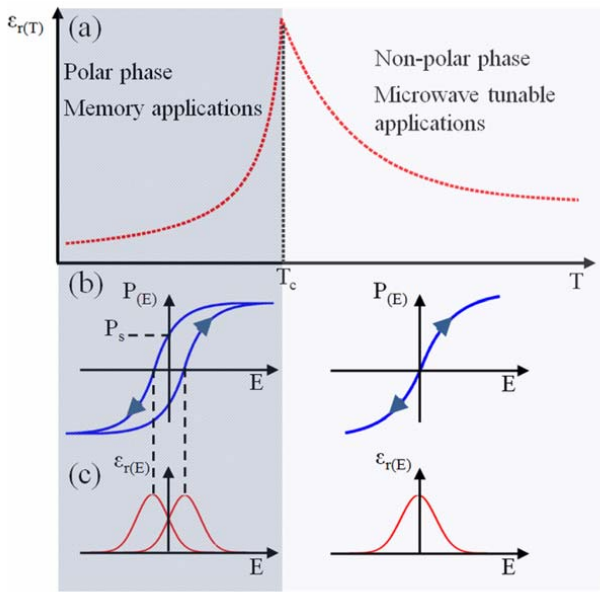 εr(T)
(a)
Polar phase
Memory applications
Non-polar phase
Microwave tunable
applications
Tc
T
(b)
P(E)
Ps
E
P(E)
E
(c)
εr(E)
E
εr(E)
E